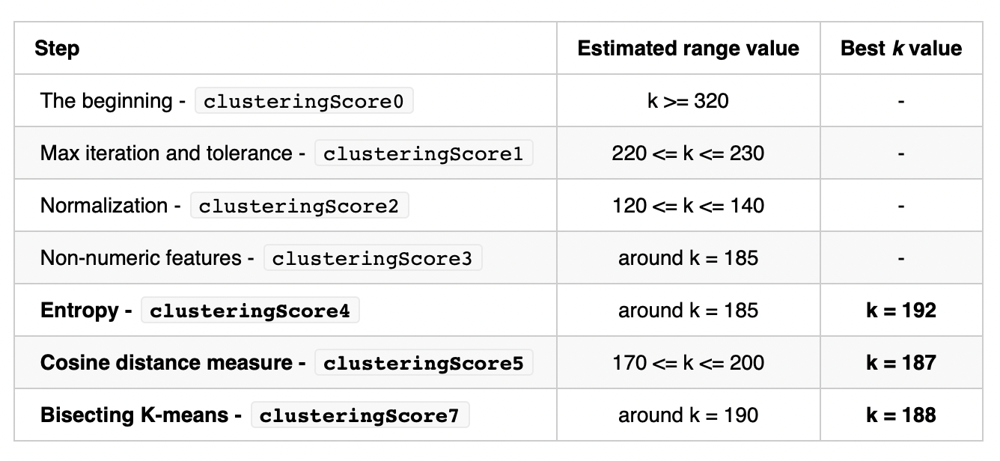 Step Estimated range value Best k value
The beginning - clusteringScore0 k >= 320 -
Max iteration and tolerance - clusteringScore1 220 <= k <= 230 -
Normalization - clusteringScore2 120 <= k <= 140 -
Non-numeric features - clusteringScore3 around k = 185 -
Entropy - clusteringScore4 around k = 185 k = 192
Cosine distance measure - clusteringScore5 170 <= k <= 200 k = 187
Bisecting K-means - clusteringScore7 around k = 190 k = 188